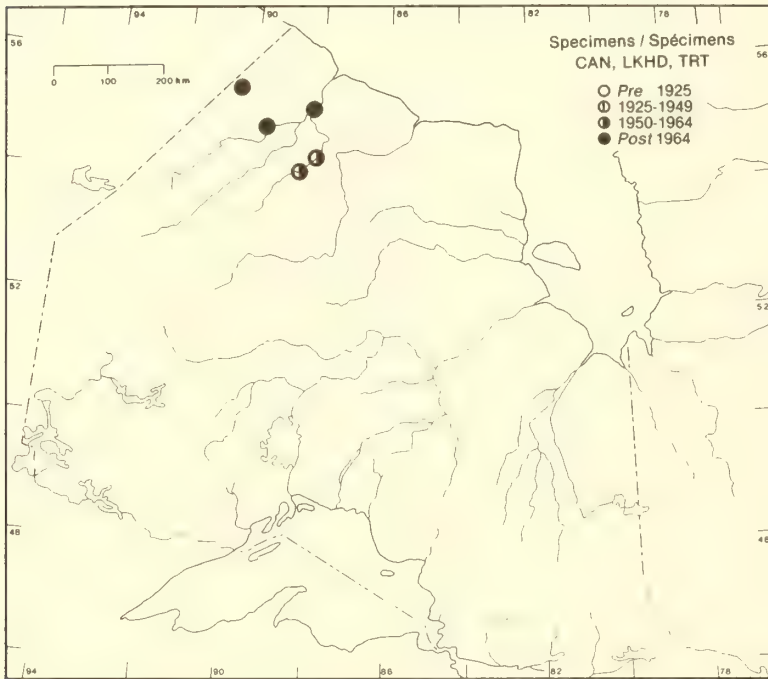 94 90 86 82 78
56 56
Specimens / Spécimens
CAN, LKHD, TRT
0 100 200 km
Pre 1925
1925-1949
1950-1964
Post 1964
52 52
48 48
94 90 86 82 78